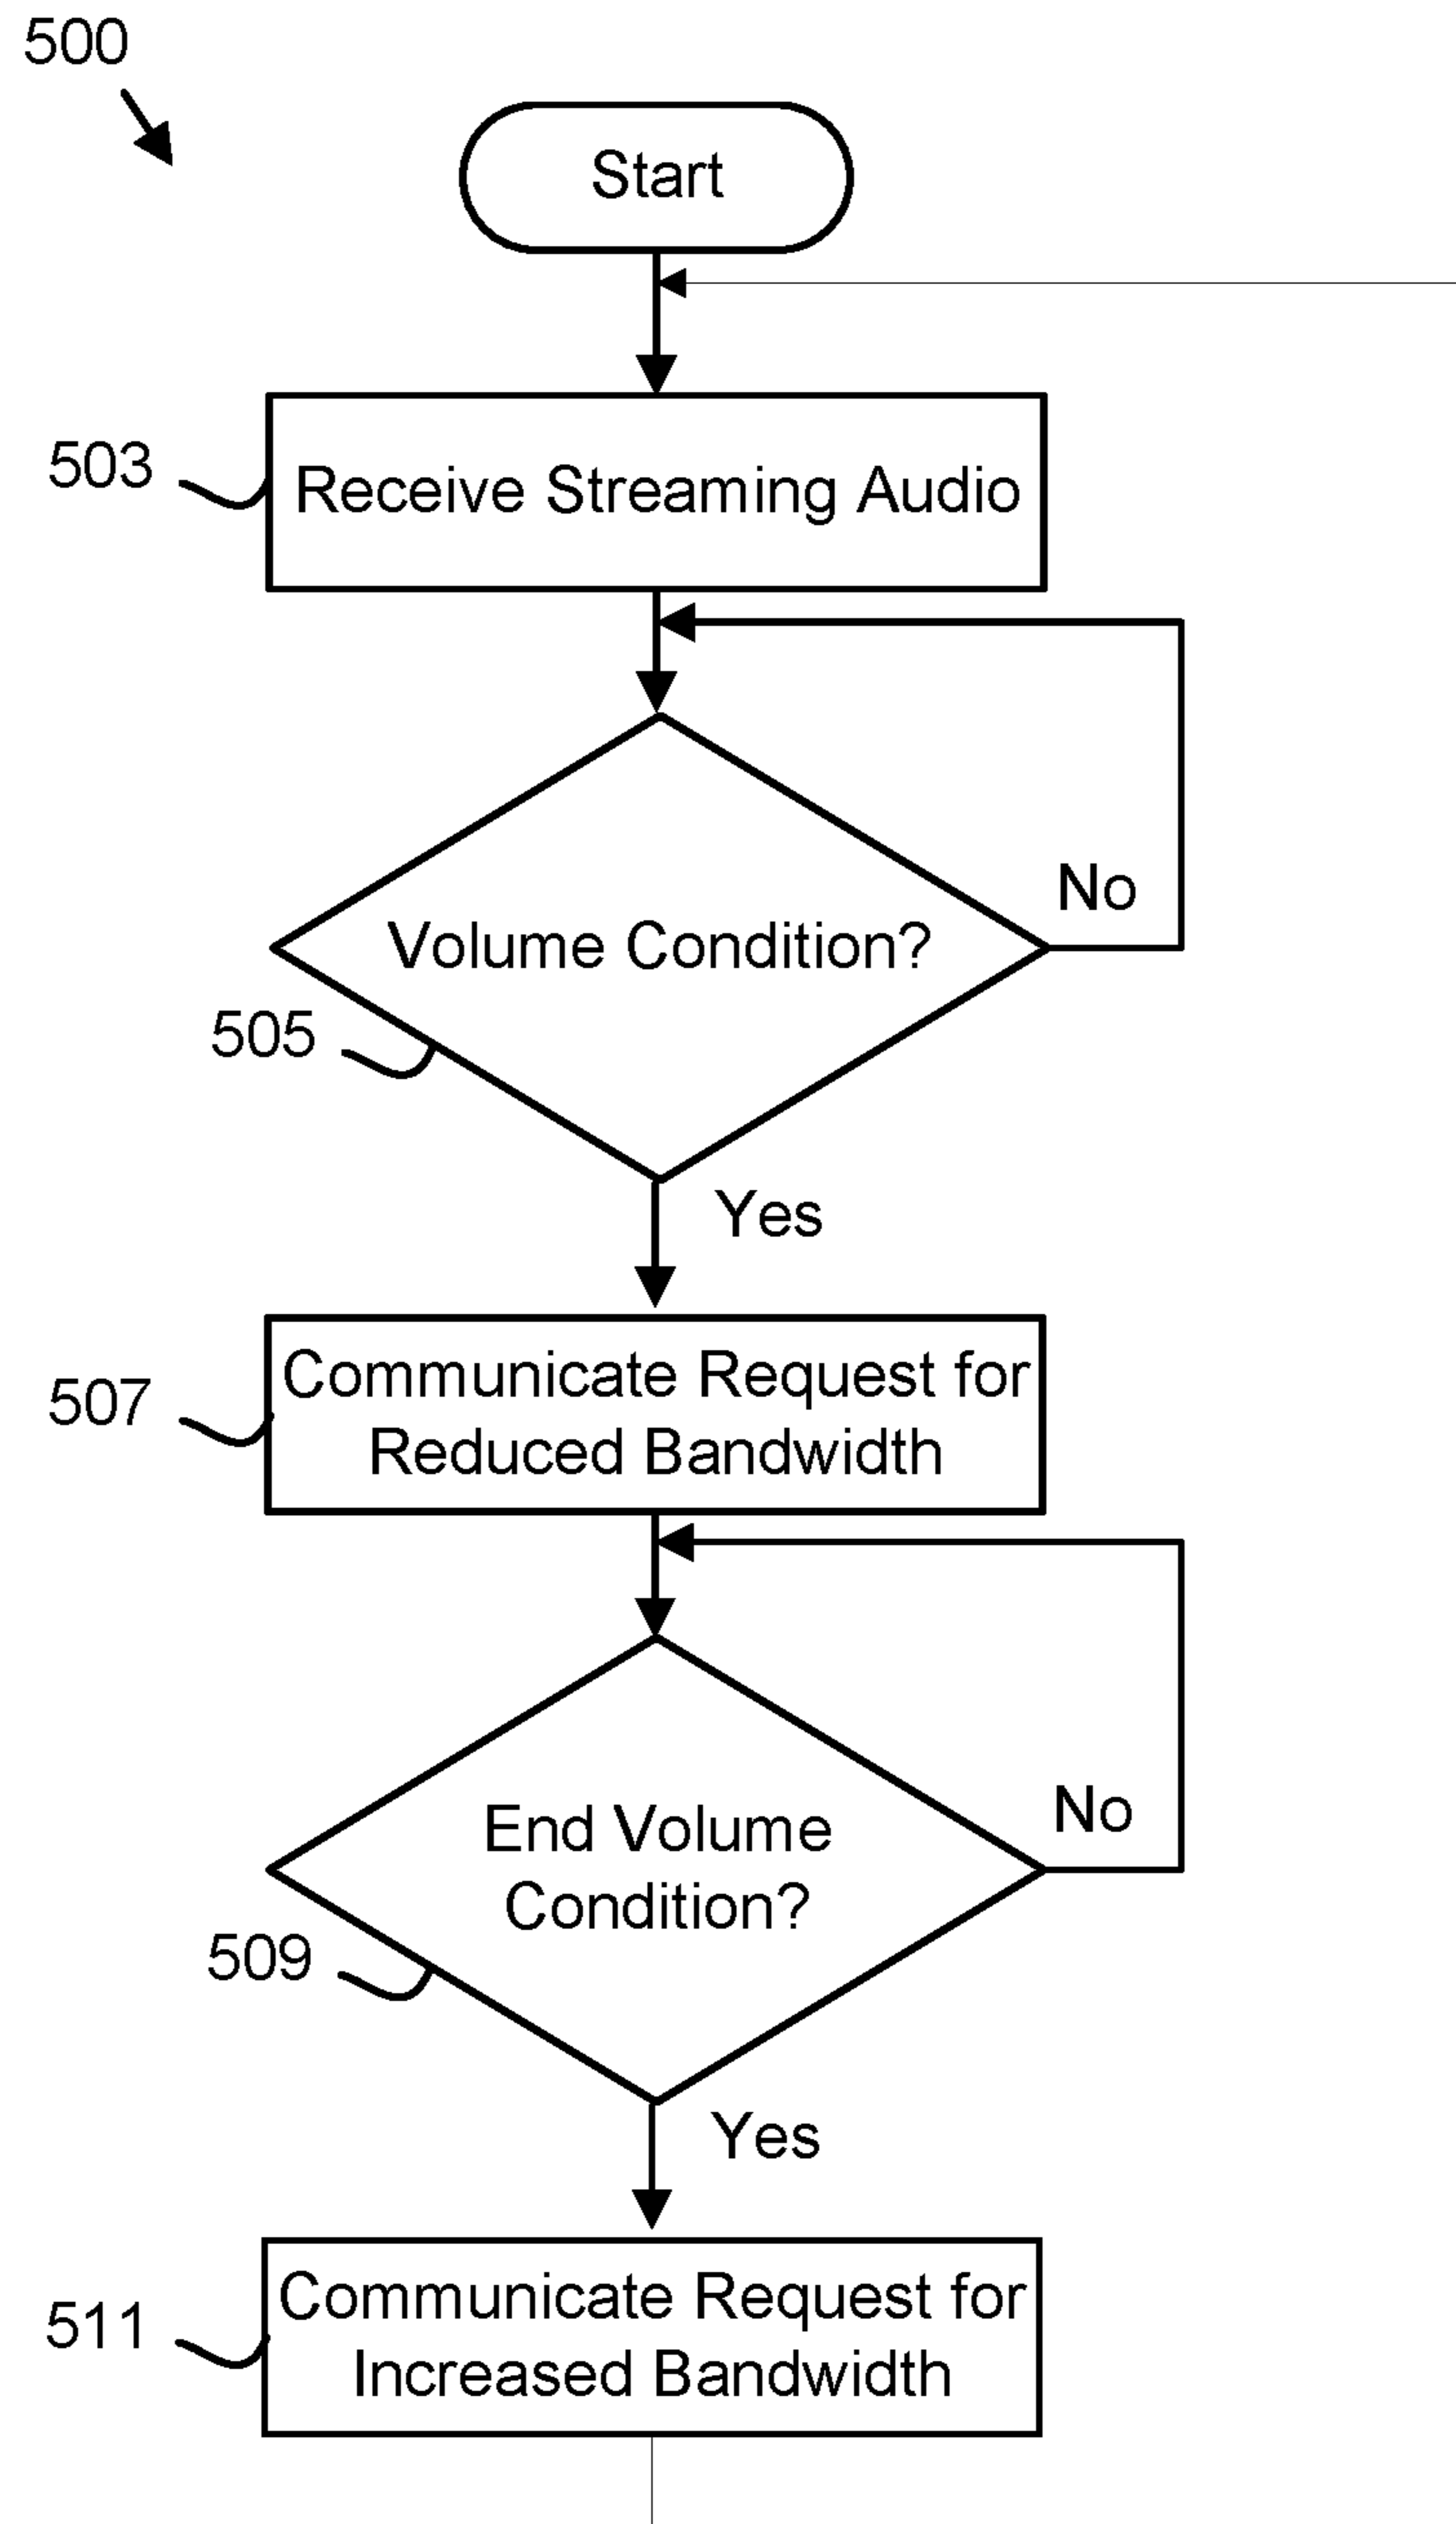 500
Start
503
Receive Streaming Audio
No
Volume Condition?
505
Yes
507
Communicate Request for
Reduced Bandwidth
No
End Volume
Condition?
509
Yes
511
Communicate Request for
Increased Bandwidth